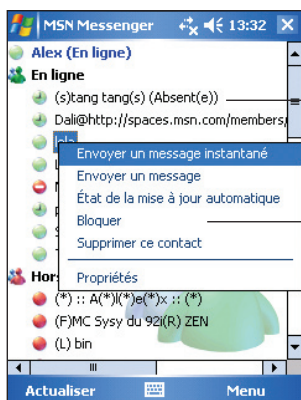 MSN Messenger 13:32
Alex (En ligne)
En ligne
(s)tang tang(s) (Absent(e))
Dali@http://spaces.msn.com/members/
lola
Envoyer un message instantané
Envoyer un message
État de la mise à jour automatique
Bloquer
Supprimer ce contact
Propriétés
Hors
(*) :: A(*)l(*)e(*)x :: (*)
(F)MC Sysy du 92i(R) ZEN
(L) bin
Actualiser Menu